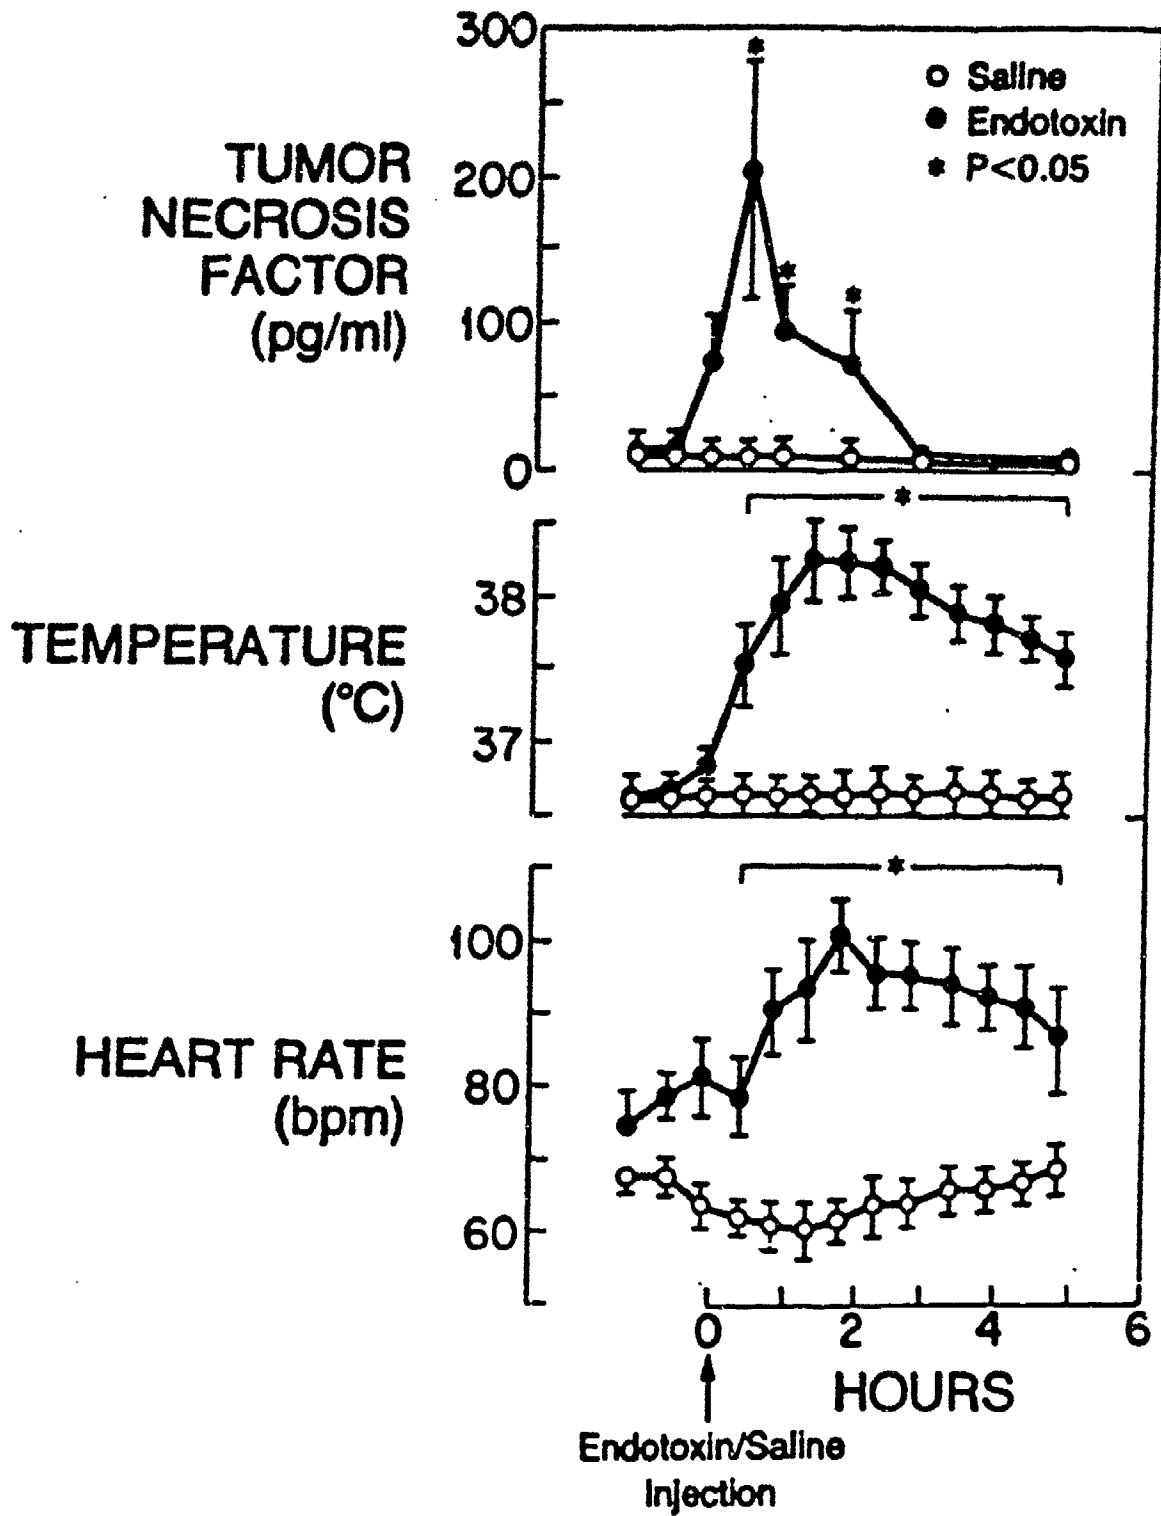 300
200
100
0
TUMOR
NECROSIS
FACTOR
(pg/ml)
○ Saline
● Endotoxin
* P<0.05
*
*
*
*
38
37
TEMPERATURE
(°C)
*
100
80
60
HEART RATE
(bpm)
0 2 4 6
HOURS
Endotoxin/Saline
Injection